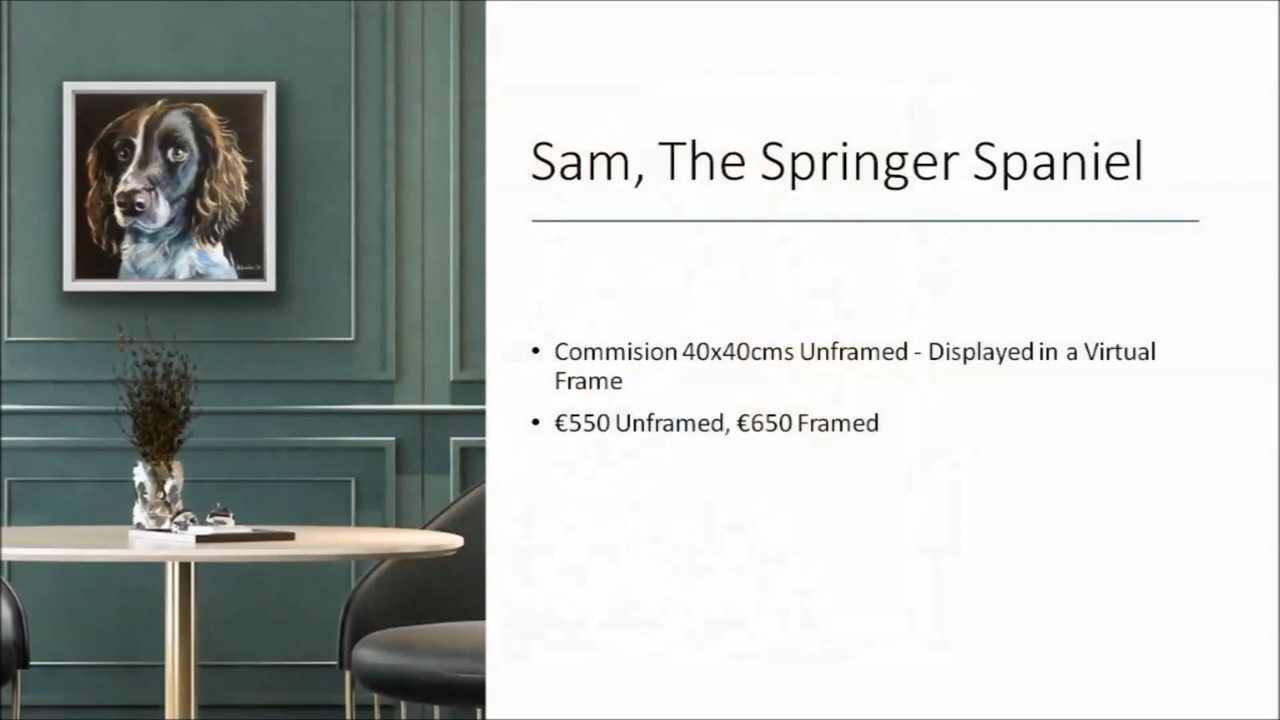 Sam, The Springer Spaniel
• Commision 40x40cms Unframed - Displayed in a Virtual
Frame
• €550 Unframed, €650 Framed